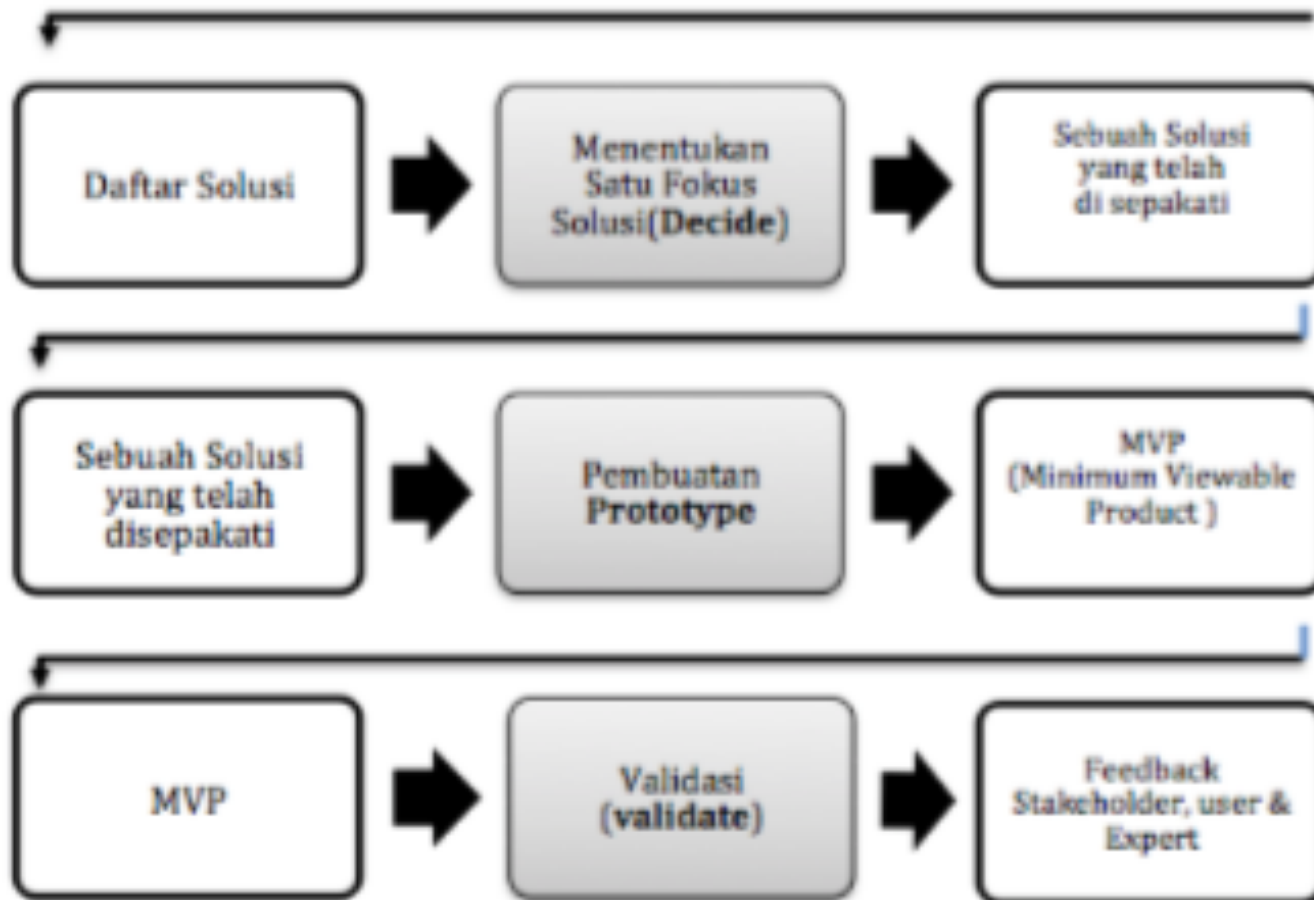 Daftar Solusi
Menentukan
Satu Fokus
Solusi(Decide)
Sebuah Solusi
yang telah
di sepakati
Sebuah Solusi
yang telah
disepakati
Pembuatan
Prototype
MVP
(Minimum Viewable
Product )
MVP
Validasi
(validate)
Feedback
Stakeholder, user &
Expert